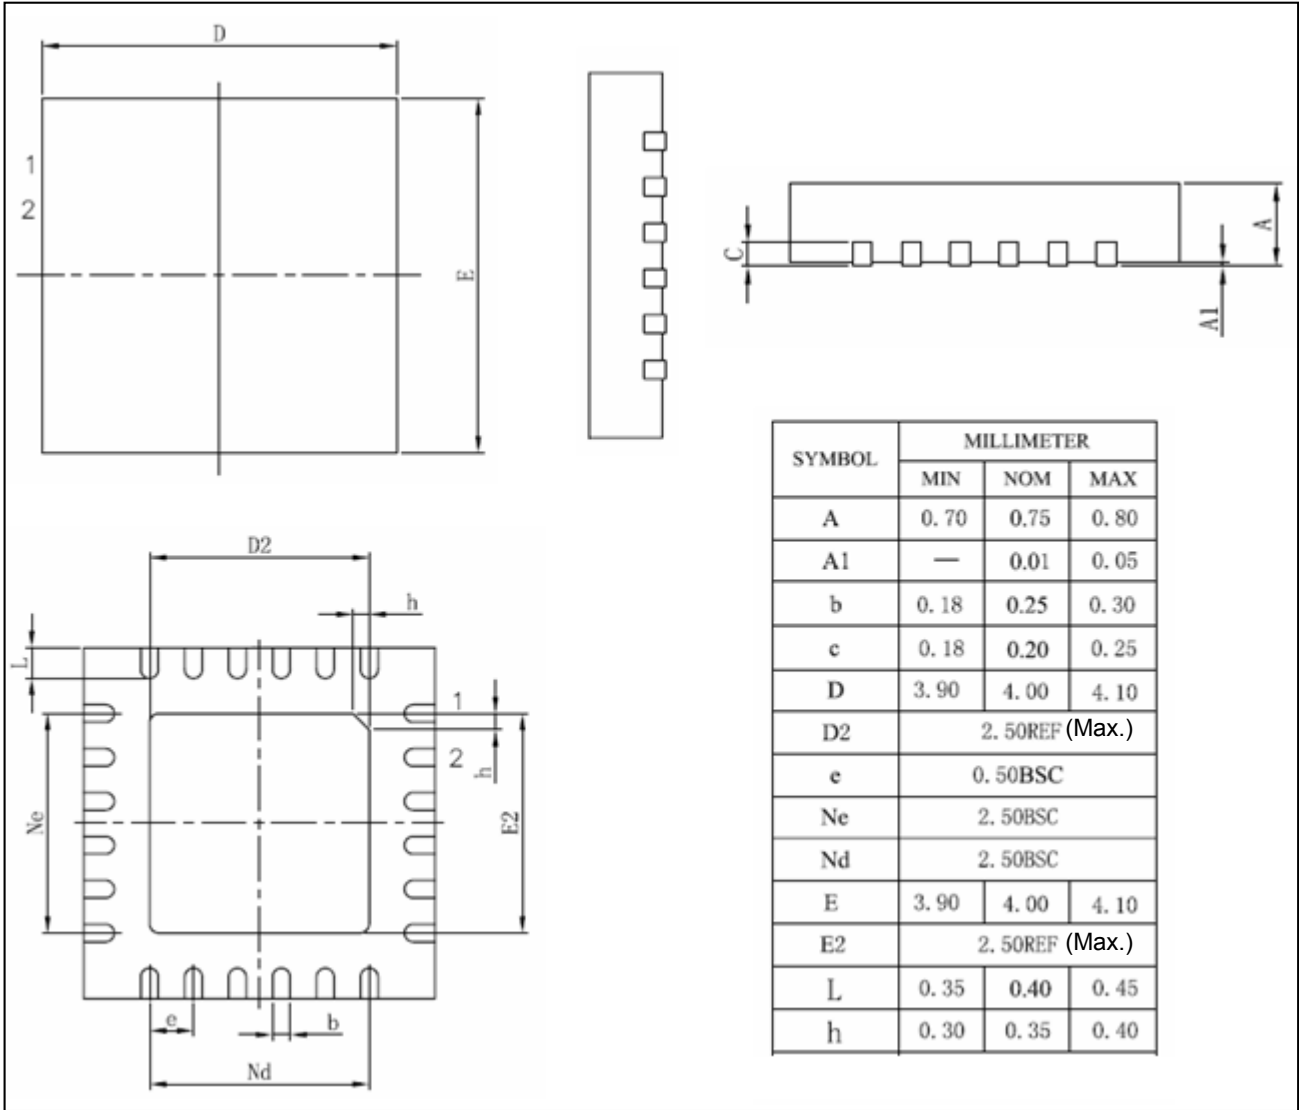 D
1
2
E
C
A
A1
D2
h
L
1
2
h
Ne
E2
e
b
Nd
SYMBOL MILLIMETER
MIN NOM MAX
A 0.70 0.75 0.80
A1 — 0.01 0.05
b 0.18 0.25 0.30
c 0.18 0.20 0.25
D 3.90 4.00 4.10
D2 2.50REF (Max.)
e 0.50BSC
Ne 2.50BSC
Nd 2.50BSC
E 3.90 4.00 4.10
E2 2.50REF (Max.)
L 0.35 0.40 0.45
h 0.30 0.35 0.40